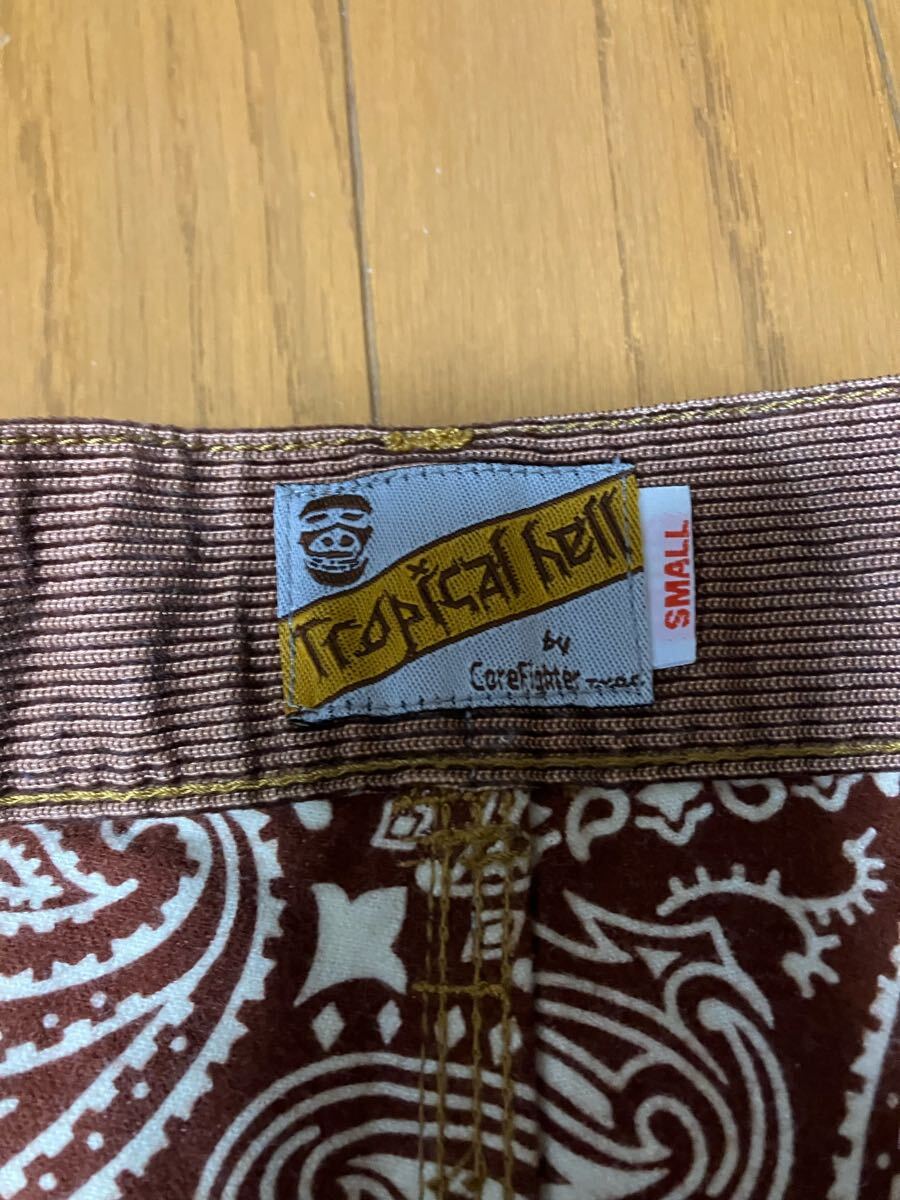 Tropical hell
by
CoreFighter
SMALL